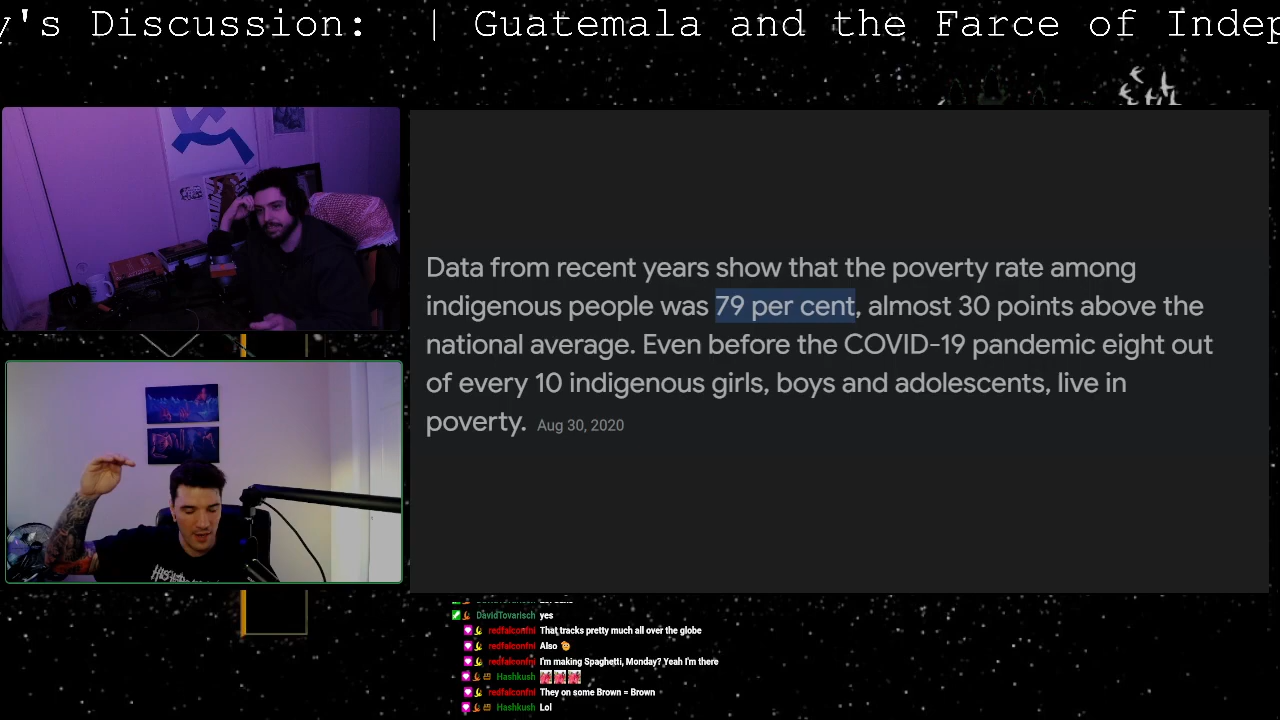 y's Discussion: | Guatemala and the Farce of Indep
Data from recent years show that the poverty rate among
indigenous people was 79 per cent, almost 30 points above the
national average. Even before the COVID-19 pandemic eight out
of every 10 indigenous girls, boys and adolescents, live in
poverty. Aug 30, 2020
DavidTovarisch yes
redfalconfni That tracks pretty much all over the globe
redfalconfni Also
redfalconfni I'm making Spaghetti, Monday? Yeah I'm there
Hashkush
redfalconfni They on some Brown = Brown
Hashkush Lol